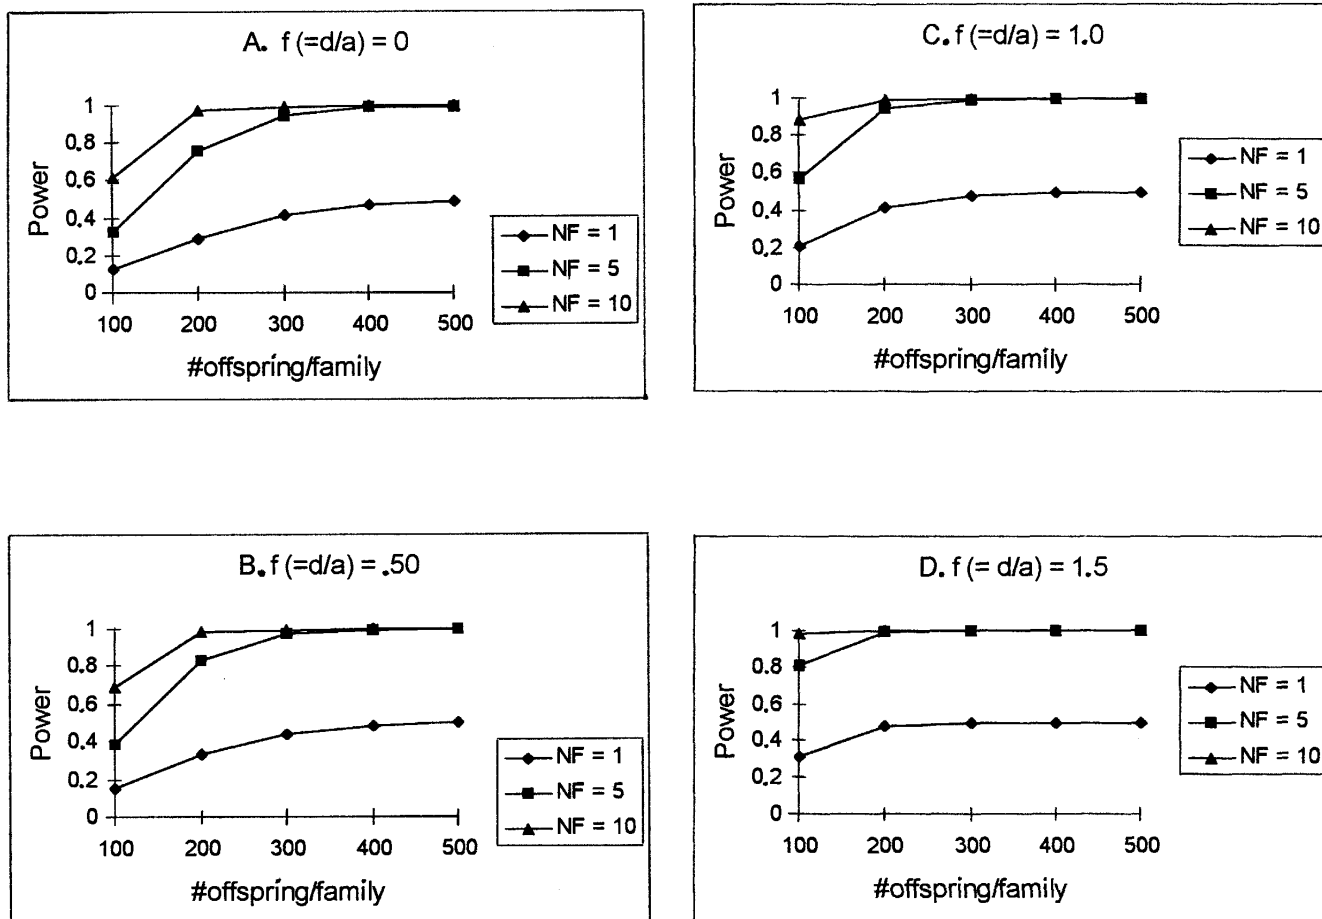 A. f (=d/a) = 0
Power
1
0.8
0.6
0.4
0.2
0
100 200 300 400 500
#offspring/family
NF = 1
NF = 5
NF = 10
C. f (=d/a) = 1.0
Power
1
0.8
0.6
0.4
0.2
0
100 200 300 400 500
#offspring/family
NF = 1
NF = 5
NF = 10
B. f (=d/a) = .50
Power
1
0.8
0.6
0.4
0.2
0
100 200 300 400 500
#offspring/family
NF = 1
NF = 5
NF = 10
D. f (= d/a) = 1.5
Power
1
0.8
0.6
0.4
0.2
0
100 200 300 400 500
#offspring/family
NF = 1
NF = 5
NF = 10